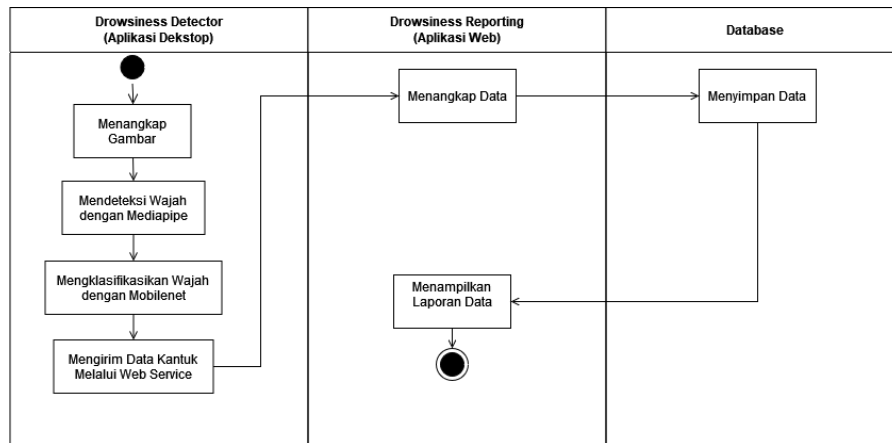 Drowsiness Detector
(Aplikasi Dekstop)
Drowsiness Reporting
(Aplikasi Web)
Database
Menangkap
Gambar
Mendeteksi Wajah
dengan Mediapipe
Mengklasifikasikan Wajah
dengan Mobilenet
Mengirim Data Kantuk
Melalui Web Service
Menangkap Data
Menyimpan Data
Menampilkan
Laporan Data